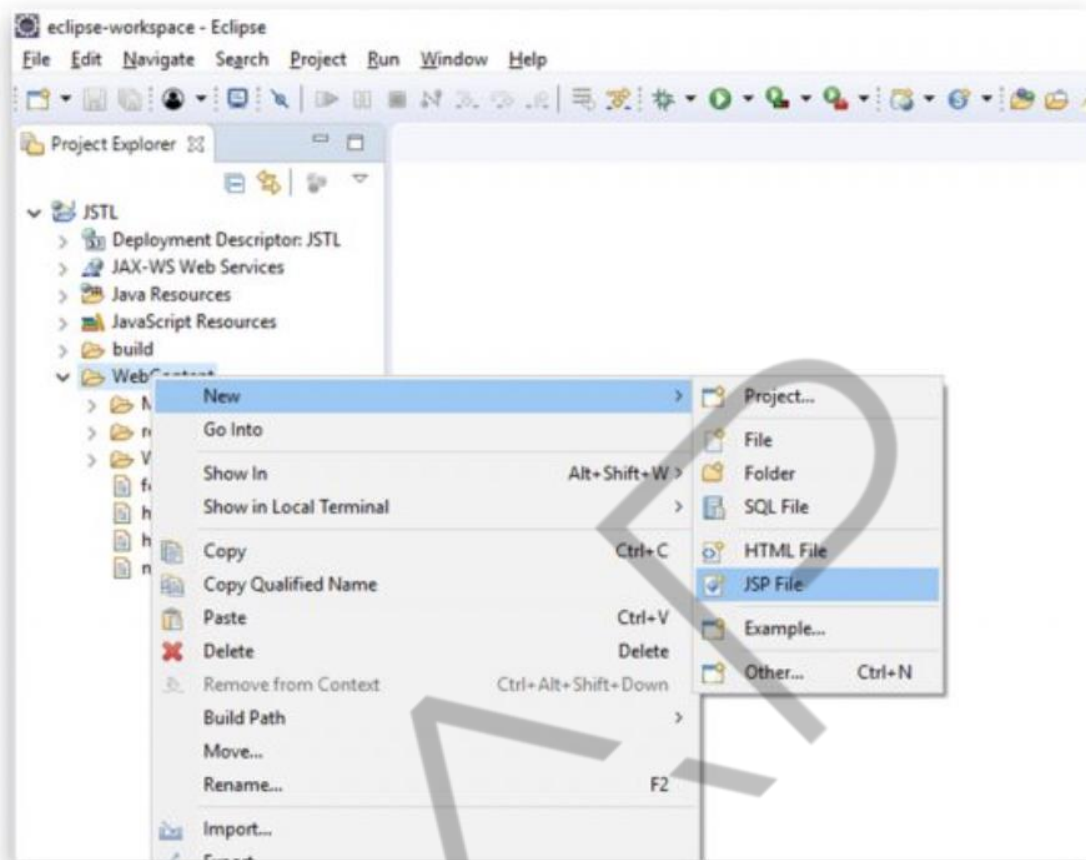 eclipse-workspace - Eclipse
File Edit Navigate Search Project Run Window Help
Project Explorer
JSTL
Deployment Descriptor: JSTL
JAX-WS Web Services
Java Resources
JavaScript Resources
build
WebContent
New
Go Into
Show In Alt+Shift+W
Show in Local Terminal
Copy Ctrl+C
Copy Qualified Name
Paste Ctrl+V
Delete Delete
Remove from Context Ctrl+Alt+Shift+Down
Build Path
Move...
Rename... F2
Import...
Project...
File
Folder
SQL File
HTML File
JSP File
Example...
Other... Ctrl+N